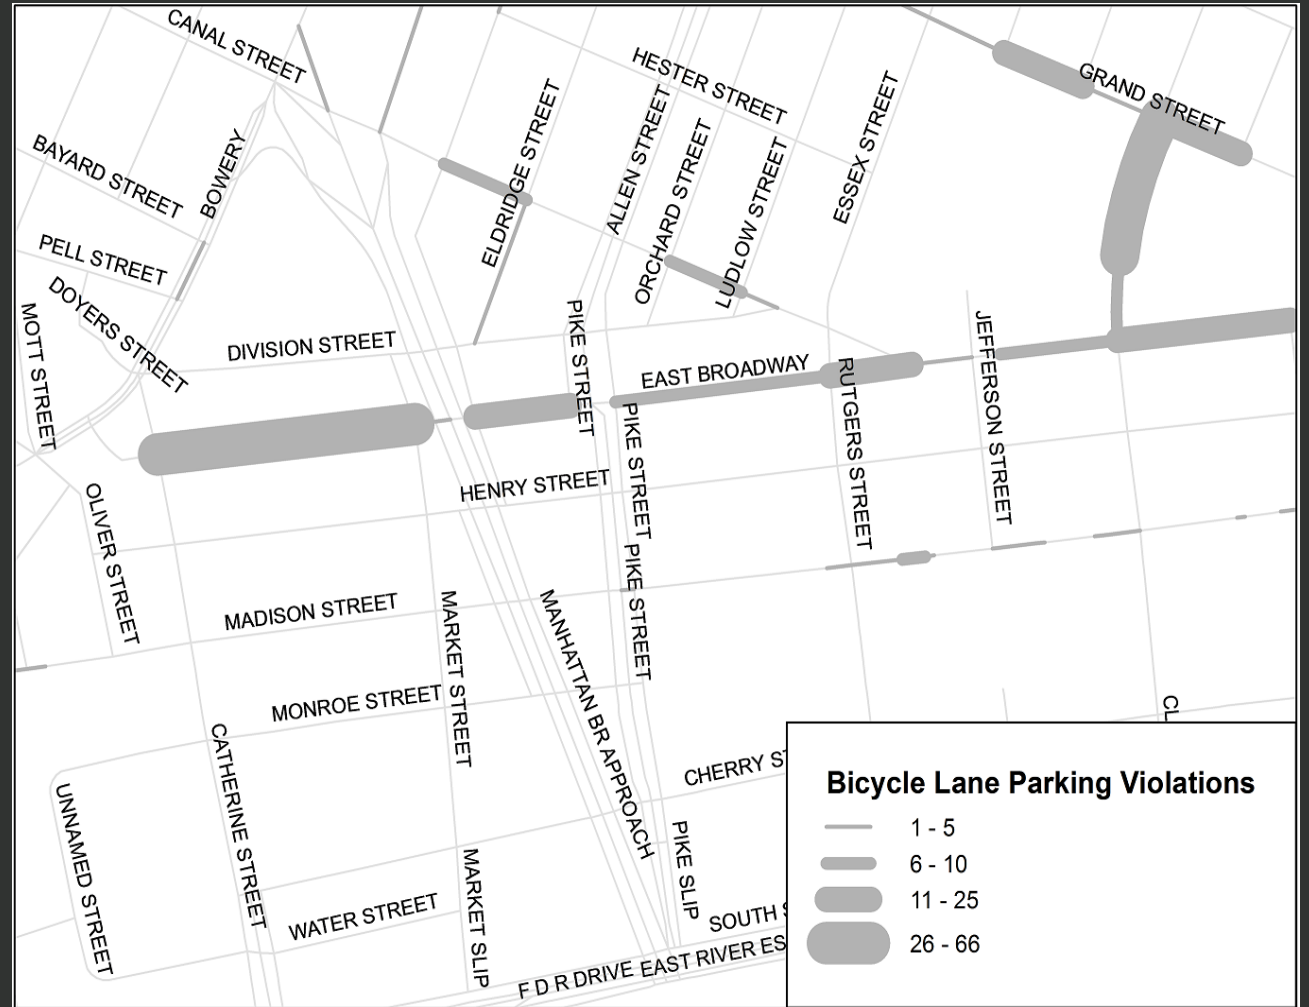 CANAL STREET
HESTER STREET
GRAND STREET
ELDRIDGE STREET
ALLEN STREET
ORCHARD STREET
LUDLOW STREET
ESSEX STREET
BAYARD STREET
BOWERY
PELL STREET
DOYERS STREET
MOTT STREET
DIVISION STREET
PIKE STREET
EAST BROADWAY
RUTGERS STREET
JEFFERSON STREET
PIKE STREET
HENRY STREET
OLIVER STREET
PIKE STREET
MADISON STREET
MARKET STREET
MANHATTAN BR APPROACH
MONROE STREET
CATHERINE STREET
UNNAMED STREET
CHERRY ST
CL
PIKE SLIP
MARKET SLIP
WATER STREET
SOUTH S
F D R DRIVE
EAST RIVER ES
Bicycle Lane Parking Violations
1 - 5
6 - 10
11 - 25
26 - 66